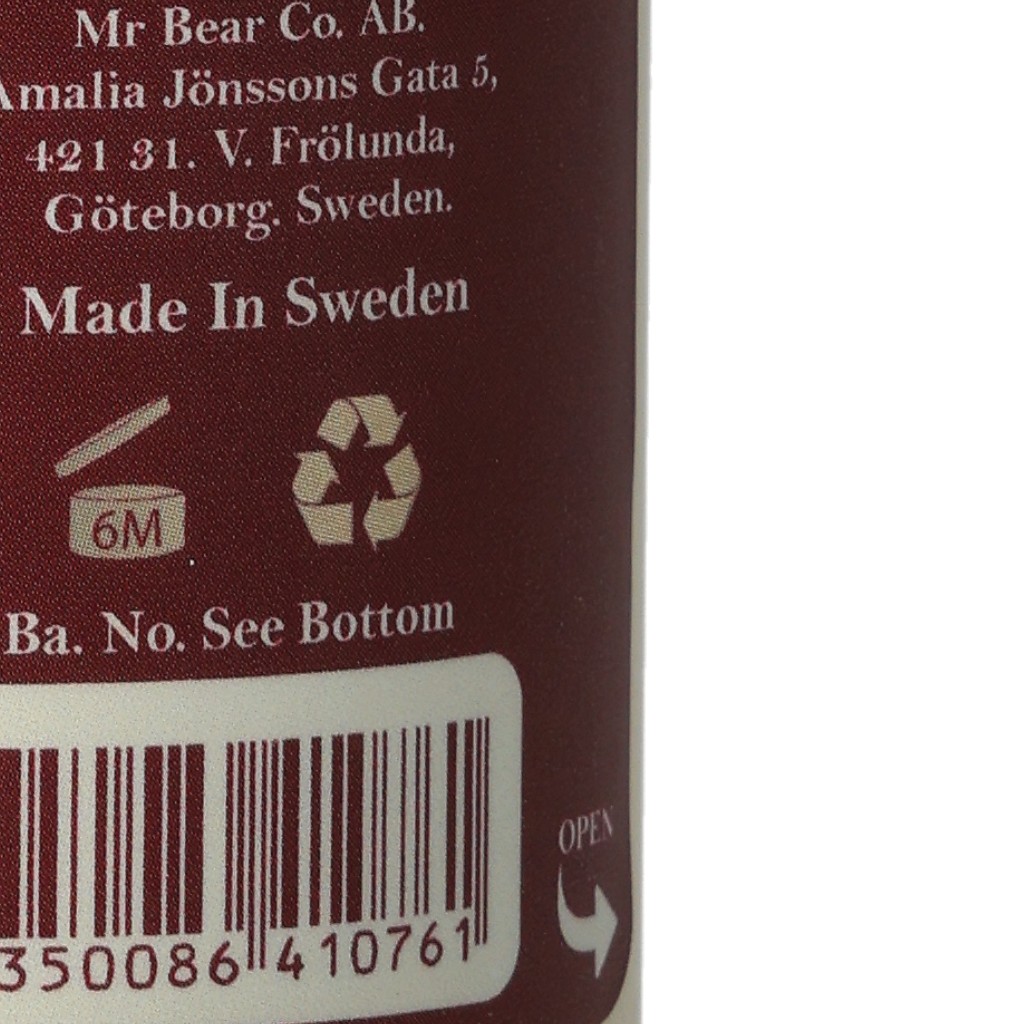 Mr Bear Co. AB.
Amalia Jönssons Gata 5,
421 31. V. Frölunda,
Göteborg. Sweden.
Made In Sweden
6M
Ba. No. See Bottom
350086 410761
OPEN